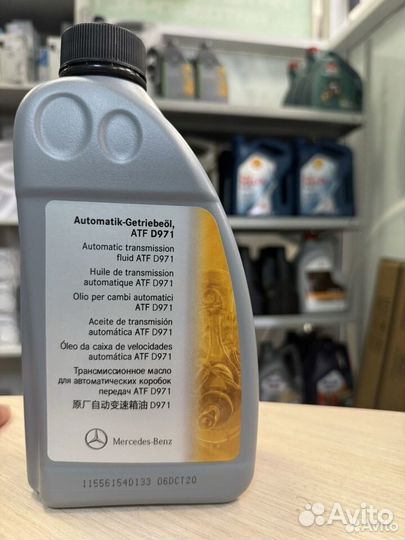 Automatik-Getriebeöl,
ATF D971
Automatic transmission
fluid ATF D971
Huile de transmission
automatique ATF D971
Olio per cambi automatici
ATF D971
Aceite de transmisión
automática ATF D971
Óleo da caixa de velocidades
automática ATF D971
Трансмиссионное масло
для автоматических коробок
передач ATF D971
原厂自动变速箱油 D971
Mercedes-Benz
11556154D133 06DCT20
Avito